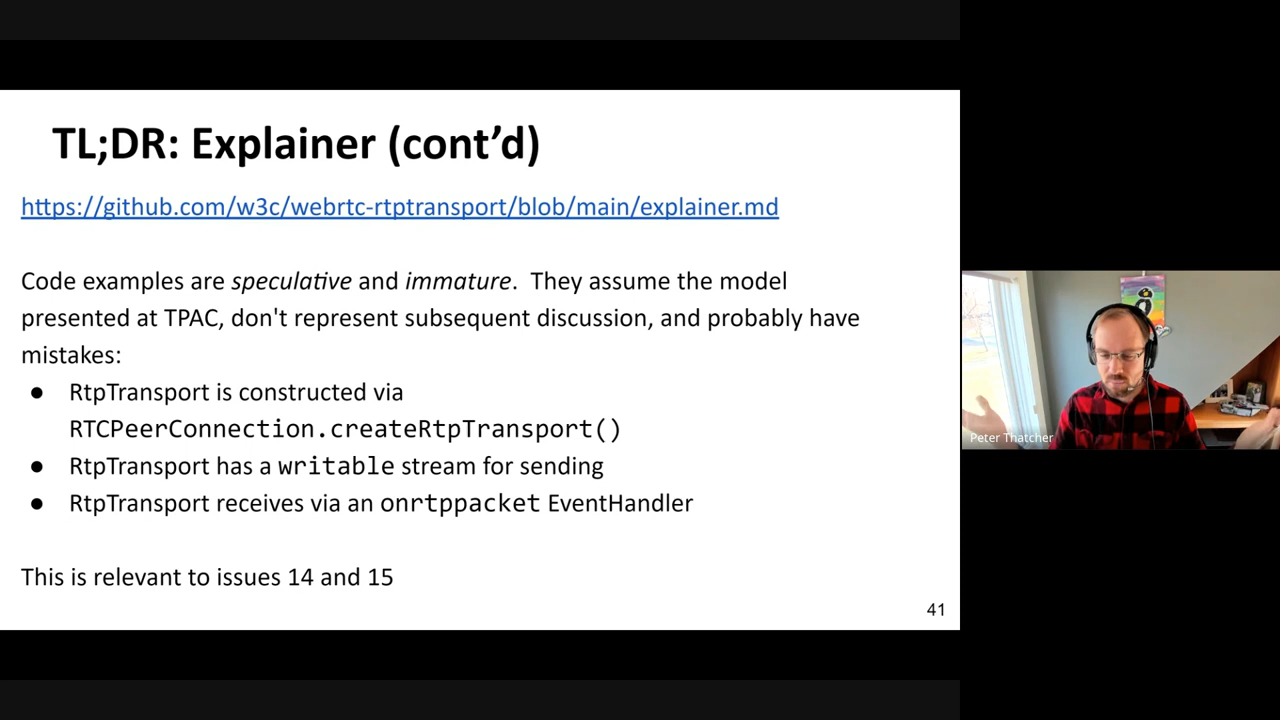 TL;DR: Explainer (cont’d)
https://github.com/w3c/webrtc-rtptransport/blob/main/explainer.md
Code examples are speculative and immature.  They assume the model
presented at TPAC, don't represent subsequent discussion, and probably have
mistakes:
● RtpTransport is constructed via
RTCPeerConnection.createRtpTransport()
● RtpTransport has a writable stream for sending
● RtpTransport receives via an onrtppacket EventHandler
This is relevant to issues 14 and 15
41
Peter Thatcher